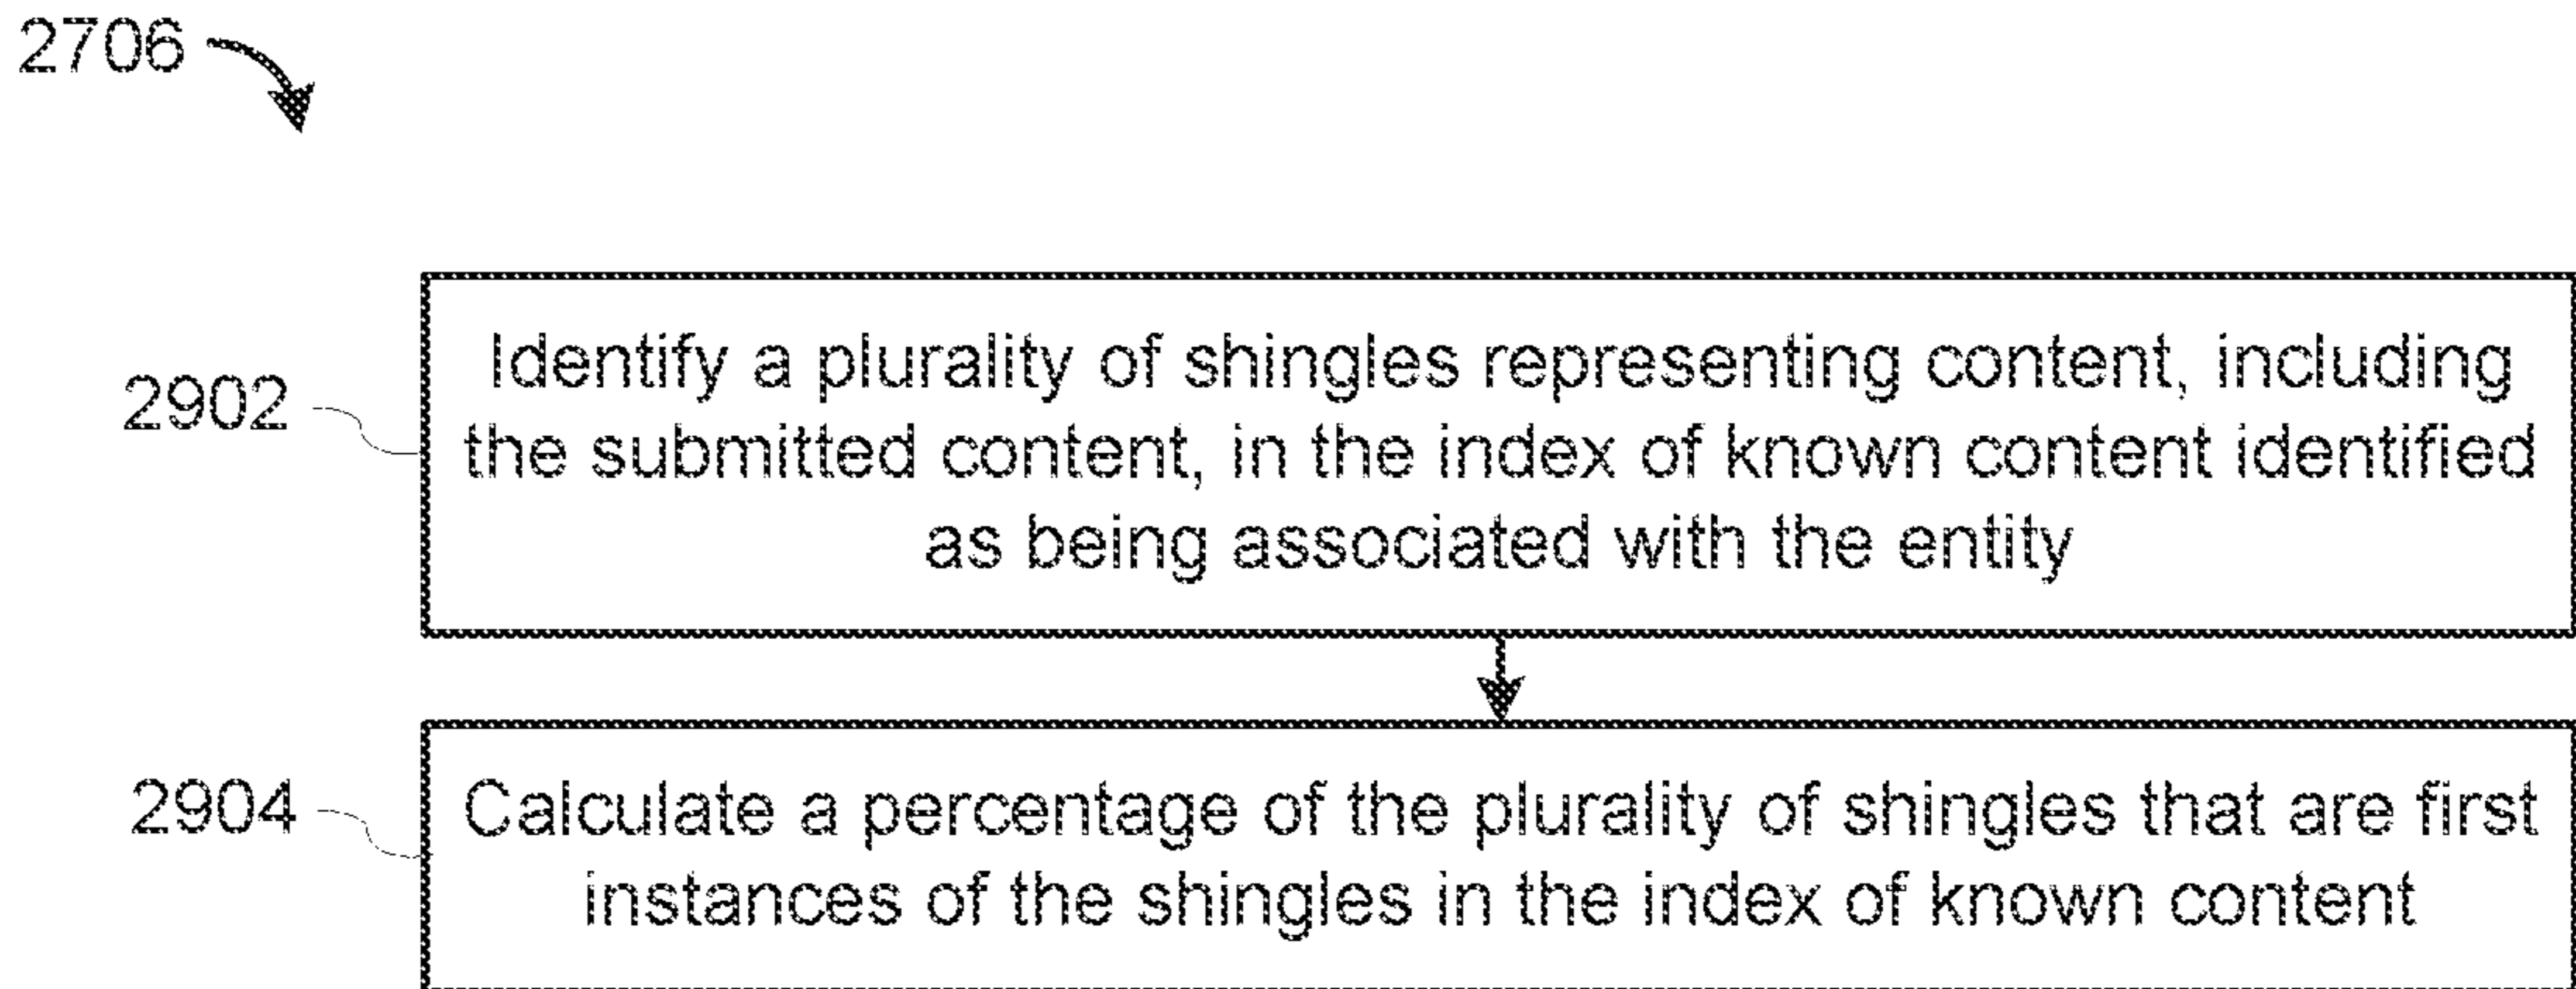 2706
2902
Identify a plurality of shingles representing content, including
the submitted content, in the index of known content identified
as being associated with the entity
2904
Calculate a percentage of the plurality of shingles that are first
instances of the shingles in the index of known content